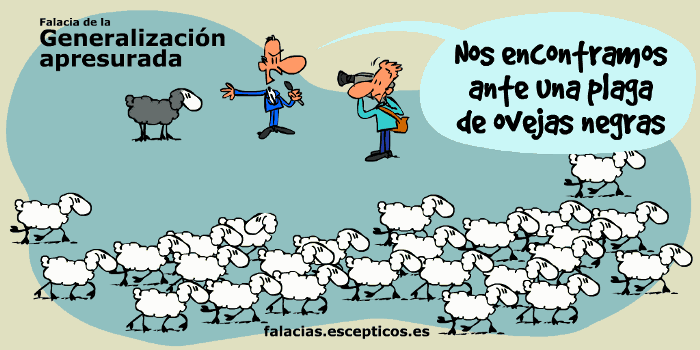 Falacia de la
Generalización
apresurada
Nos encontramos
ante una plaga
de ovejas negras
falacias.escepticos.es